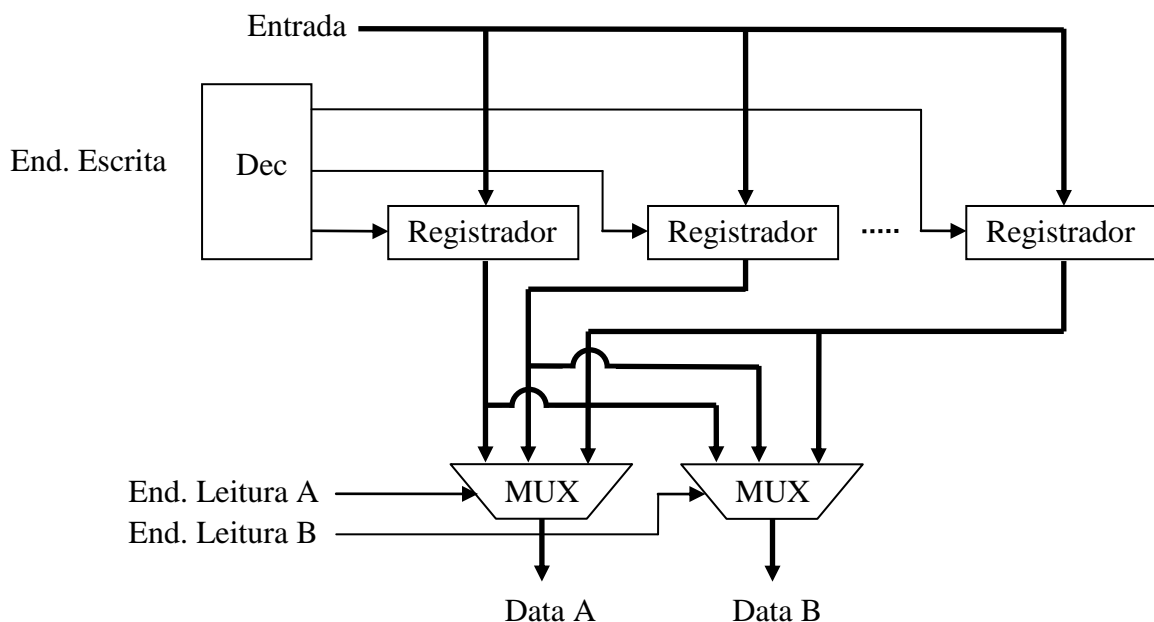 Entrada
End. Escrita
Dec
Registrador
Registrador
.....
Registrador
End. Leitura A
MUX
MUX
End. Leitura B
Data A
Data B